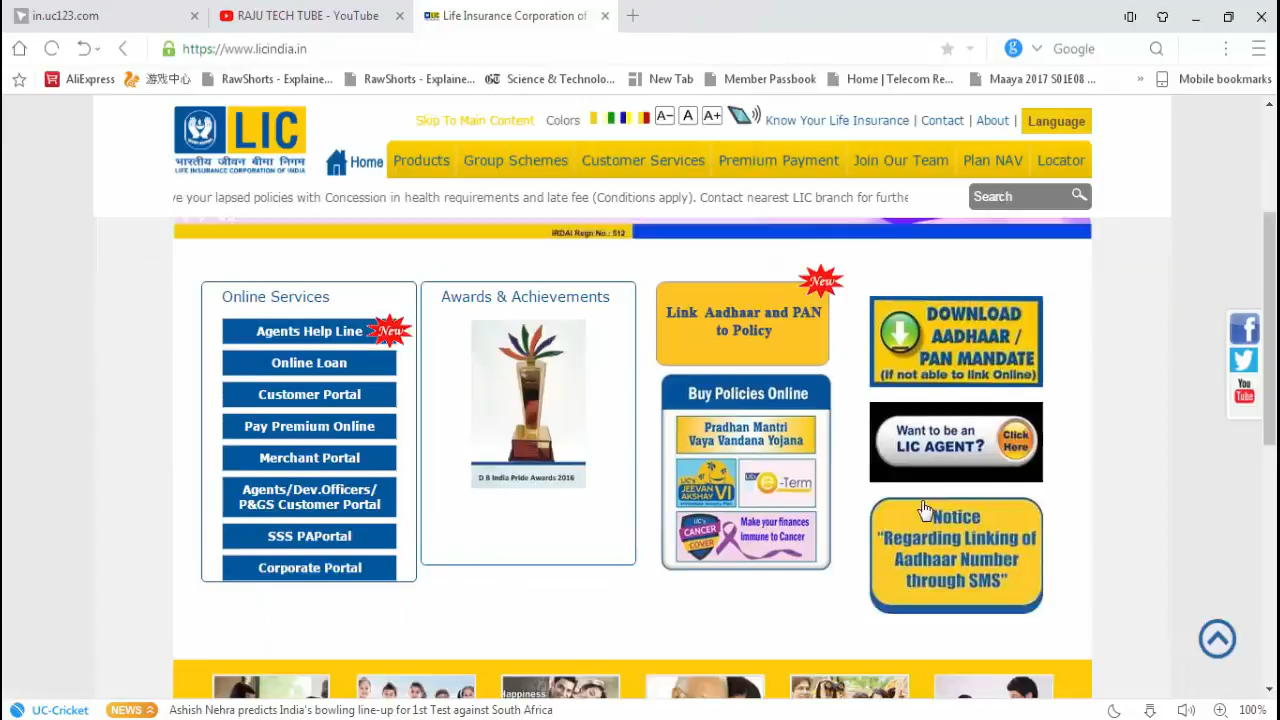 in.uc123.com
RAJU TECH TUBE - YouTube
Life Insurance Corporation of
https://www.licindia.in
Google
AliExpress
游戏中心
RawShorts - Explaine...
RawShorts - Explaine...
Science & Technolo...
New Tab
Member Passbook
Home | Telecom Re...
Maaya 2017 S01E08 ...
Mobile bookmarks
Skip To Main Content
Colors
A- A A+
Know Your Life Insurance | Contact | About |
Language
LIC
भारतीय जीवन बीमा निगम
LIFE INSURANCE CORPORATION OF INDIA
Home
Products
Group Schemes
Customer Services
Premium Payment
Join Our Team
Plan NAV
Locator
ve your lapsed policies with Concession in health requirements and late fee (Conditions apply). Contact nearest LIC branch for furthe
Search
IRDAI Regn No.: 512
Online Services
Agents Help Line
New
Online Loan
Customer Portal
Pay Premium Online
Merchant Portal
Agents/Dev.Officers/
P&GS Customer Portal
SSS PAPortal
Corporate Portal
Awards & Achievements
D B India Pride Awards 2016
New
Link Aadhaar and PAN
to Policy
Buy Policies Online
Pradhan Mantri
Vaya Vandana Yojana
LIC's
JEEVAN
AKSHAY VI
e-Term
LIC's
CANCER
COVER
Make your finances
immune to Cancer
DOWNLOAD
AADHAAR /
PAN MANDATE
(if not able to link Online)
Want to be an
LIC AGENT?
Click
Here
Notice
"Regarding Linking of
Aadhaar Number
through SMS"
f
You
Tube
Happiness
UC-Cricket
NEWS
Ashish Nehra predicts India's bowling line-up for 1st Test against South Africa
100%